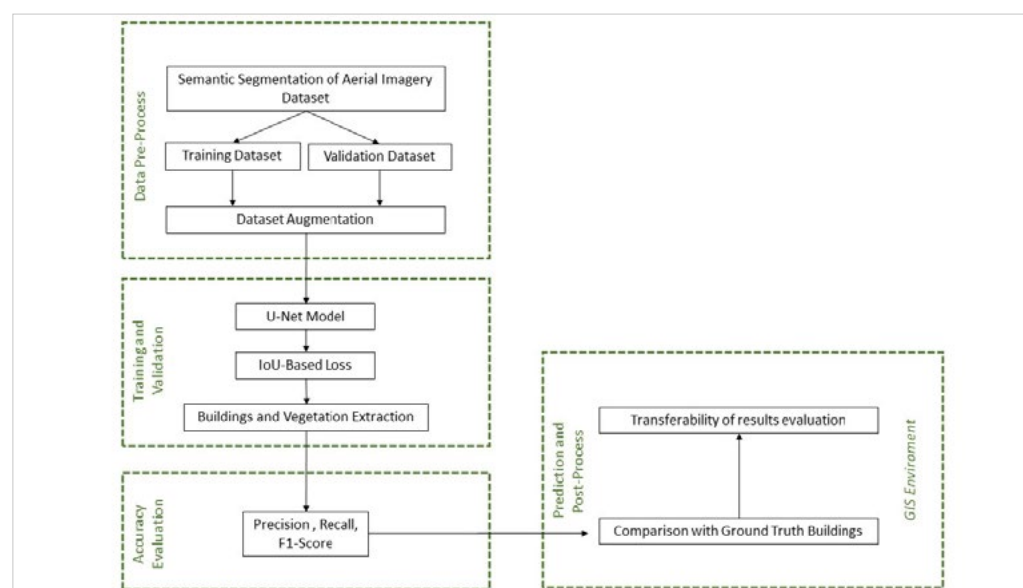 Data Pre-Process
Semantic Segmentation of Aerial Imagery
Dataset
Training Dataset
Validation Dataset
Dataset Augmentation
Training and
Validation
U-Net Model
IoU-Based Loss
Buildings and Vegetation Extraction
Accuracy
Evaluation
Precision , Recall,
F1-Score
Prediction and
Post-Process
Transferability of results evaluation
Comparison with Ground Truth Buildings
GIS Enviroment